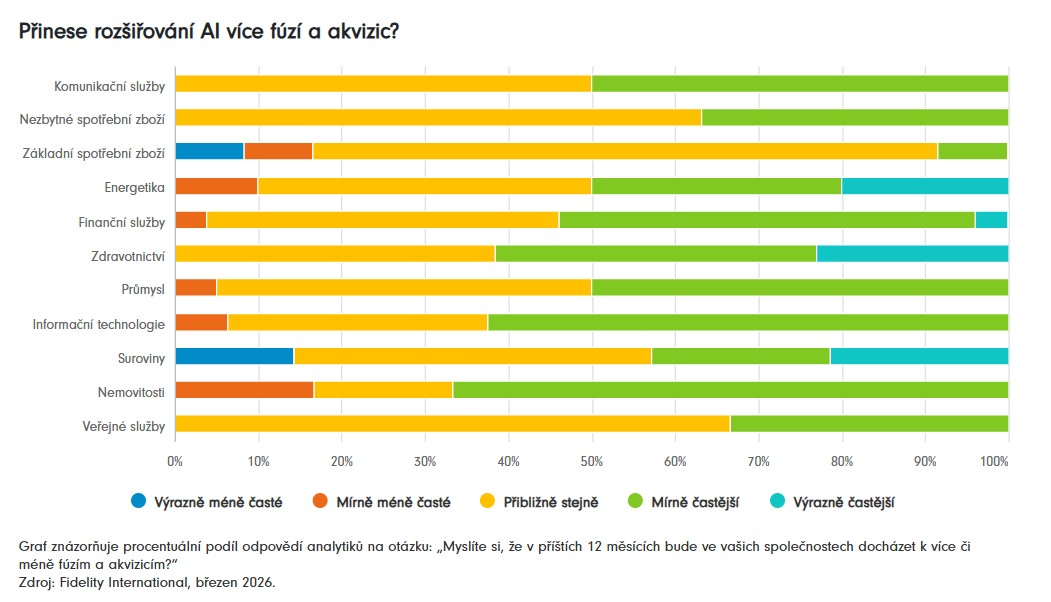 Přinese rozšiřování AI více fúzí a akvizic?
Komunikační služby
Nezbytné spotřební zboží
Základní spotřební zboží
Energetika
Finanční služby
Zdravotnictví
Průmysl
Informační technologie
Suroviny
Nemovitosti
Veřejné služby
0% 10% 20% 30% 40% 50% 60% 70% 80% 90% 100%
Výrazně méně časté Mírně méně časté Přibližně stejně Mírně častější Výrazně častější
Graf znázorňuje procentuální podíl odpovědí analytiků na otázku: „Myslíte si, že v příštích 12 měsících bude ve vašich společnostech docházet k více či
méně fúzím a akvizicím?“
Zdroj: Fidelity International, březen 2026.